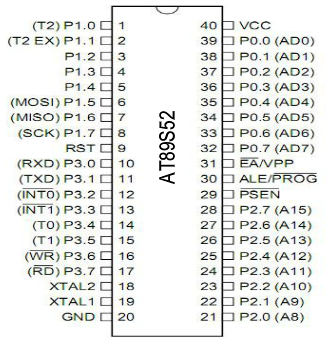 (T2) P1.0 1 40 VCC
(T2 EX) P1.1 2 39 P0.0 (AD0)
P1.2 3 38 P0.1 (AD1)
P1.3 4 37 P0.2 (AD2)
P1.4 5 36 P0.3 (AD3)
(MOSI) P1.5 6 35 P0.4 (AD4)
(MISO) P1.6 7 34 P0.5 (AD5)
(SCK) P1.7 8 33 P0.6 (AD6)
RST 9 32 P0.7 (AD7)
(RXD) P3.0 10 31 E̅A̅/VPP
(TXD) P3.1 11 30 ALE/P̅R̅O̅G̅
(I̅N̅T̅0̅) P3.2 12 29 P̅S̅E̅N̅
(I̅N̅T̅1̅) P3.3 13 28 P2.7 (A15)
(T0) P3.4 14 27 P2.6 (A14)
(T1) P3.5 15 26 P2.5 (A13)
(W̅R̅) P3.6 16 25 P2.4 (A12)
(R̅D̅) P3.7 17 24 P2.3 (A11)
XTAL2 18 23 P2.2 (A10)
XTAL1 19 22 P2.1 (A9)
GND 20 21 P2.0 (A8)
AT89S52